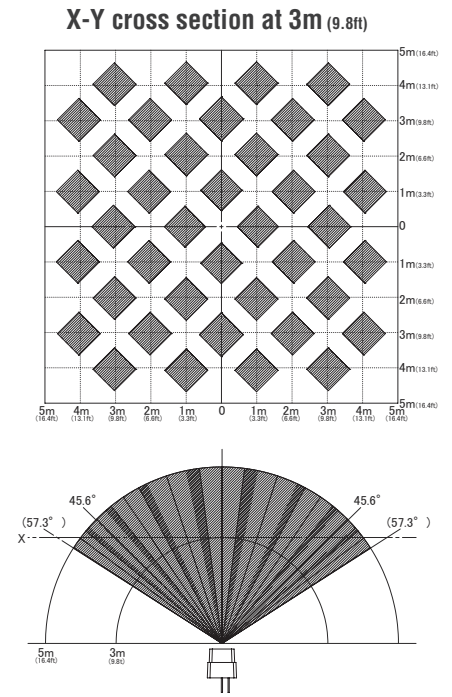 X-Y cross section at 3m (9.8ft)
5m(16.4ft)
4m(13.1ft)
3m(9.8ft)
2m(6.6ft)
1m(3.3ft)
0
1m(3.3ft)
2m(6.6ft)
3m(9.8ft)
4m(13.1ft)
5m(16.4ft)
5m 4m 3m 2m 1m 0 1m 2m 3m 4m 5m
(16.4ft) (13.1ft) (9.8ft) (6.6ft) (3.3ft) (3.3ft) (6.6ft) (9.8ft) (13.1ft) (16.4ft)
45.6° 45.6°
(57.3° ) (57.3° )
X
5m 3m
(16.4ft) (9.8t)